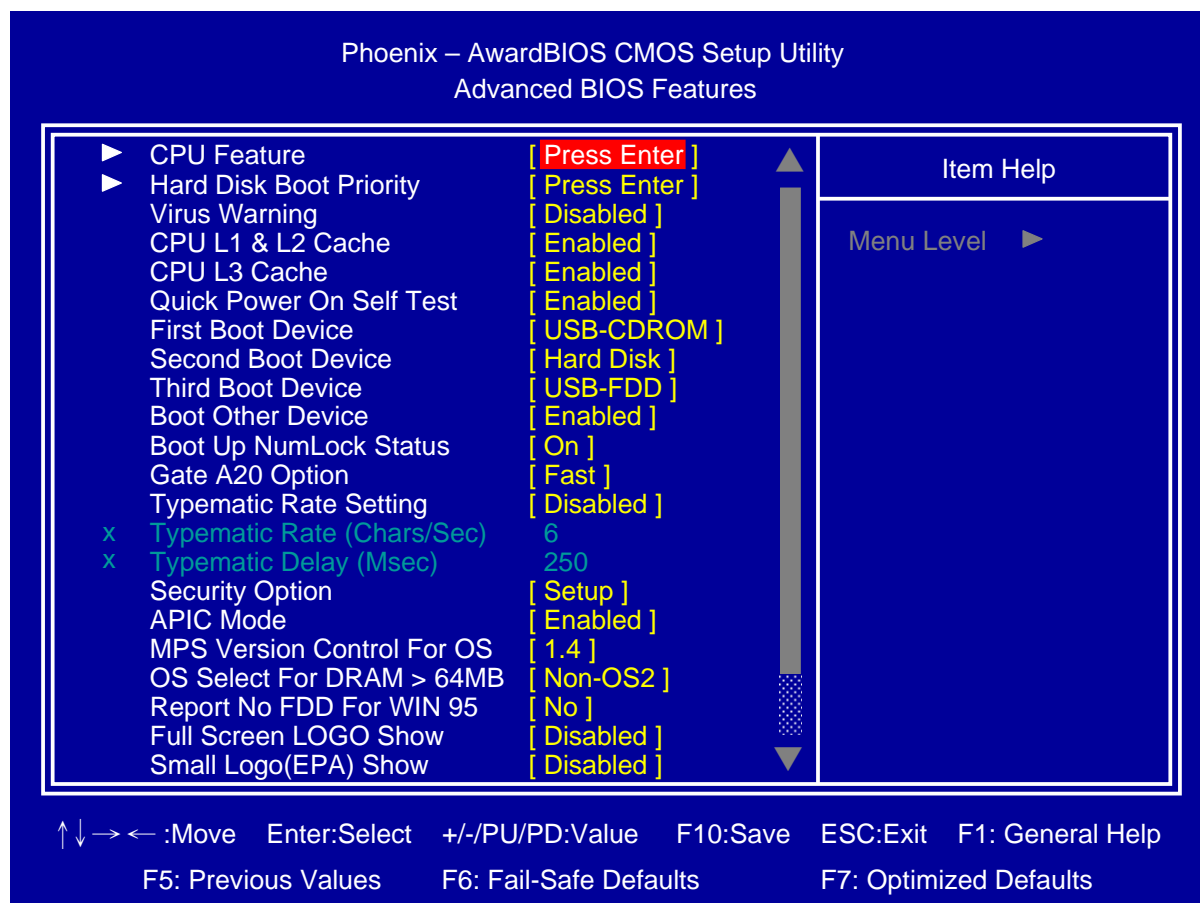 Phoenix – AwardBIOS CMOS Setup Utility
Advanced BIOS Features
► CPU Feature [ Press Enter ]
► Hard Disk Boot Priority [ Press Enter ]
Virus Warning [ Disabled ]
CPU L1 & L2 Cache [ Enabled ]
CPU L3 Cache [ Enabled ]
Quick Power On Self Test [ Enabled ]
First Boot Device [ USB-CDROM ]
Second Boot Device [ Hard Disk ]
Third Boot Device [ USB-FDD ]
Boot Other Device [ Enabled ]
Boot Up NumLock Status [ On ]
Gate A20 Option [ Fast ]
Typematic Rate Setting [ Disabled ]
x Typematic Rate (Chars/Sec) 6
x Typematic Delay (Msec) 250
Security Option [ Setup ]
APIC Mode [ Enabled ]
MPS Version Control For OS [ 1.4 ]
OS Select For DRAM > 64MB [ Non-OS2 ]
Report No FDD For WIN 95 [ No ]
Full Screen LOGO Show [ Disabled ]
Small Logo(EPA) Show [ Disabled ]
Item Help
Menu Level ►
↑↓→← :Move Enter:Select +/-/PU/PD:Value F10:Save ESC:Exit F1: General Help
F5: Previous Values F6: Fail-Safe Defaults F7: Optimized Defaults